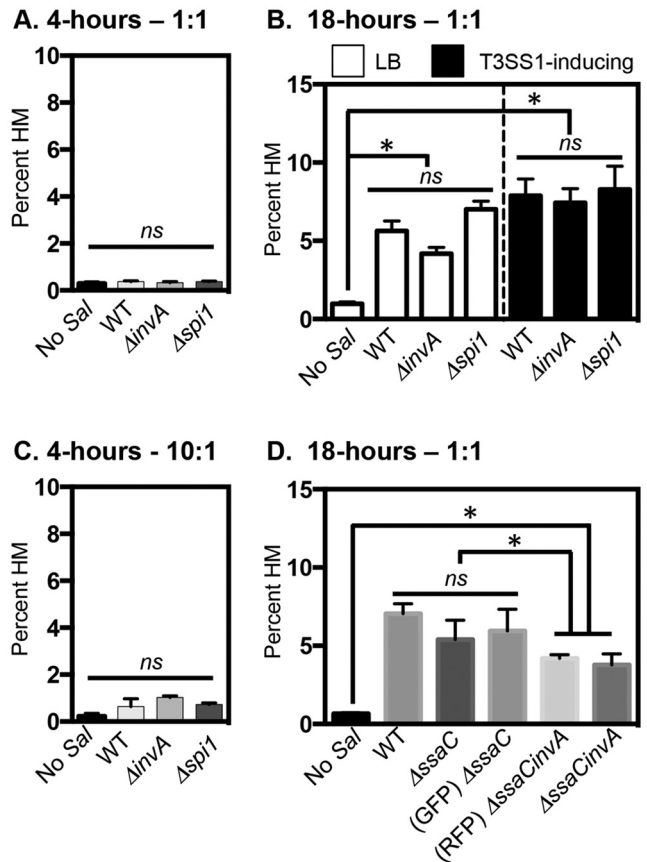 A. 4-hours – 1:1
Percent HM
10
8
6
4
2
0
ns
No Sal
WT
ΔinvA
Δspi1
B. 18-hours – 1:1
LB
T3SS1-inducing
Percent HM
15
10
5
0
*
*
ns
ns
No Sal
WT
ΔinvA
Δspi1
WT
ΔinvA
Δspi1
C. 4-hours - 10:1
Percent HM
10
8
6
4
2
0
ns
No Sal
WT
ΔinvA
Δspi1
D. 18-hours – 1:1
Percent HM
15
10
5
0
*
*
ns
No Sal
WT
ΔssaC
(GFP) ΔssaC
(RFP) ΔssaCinvA
ΔssaCinvA